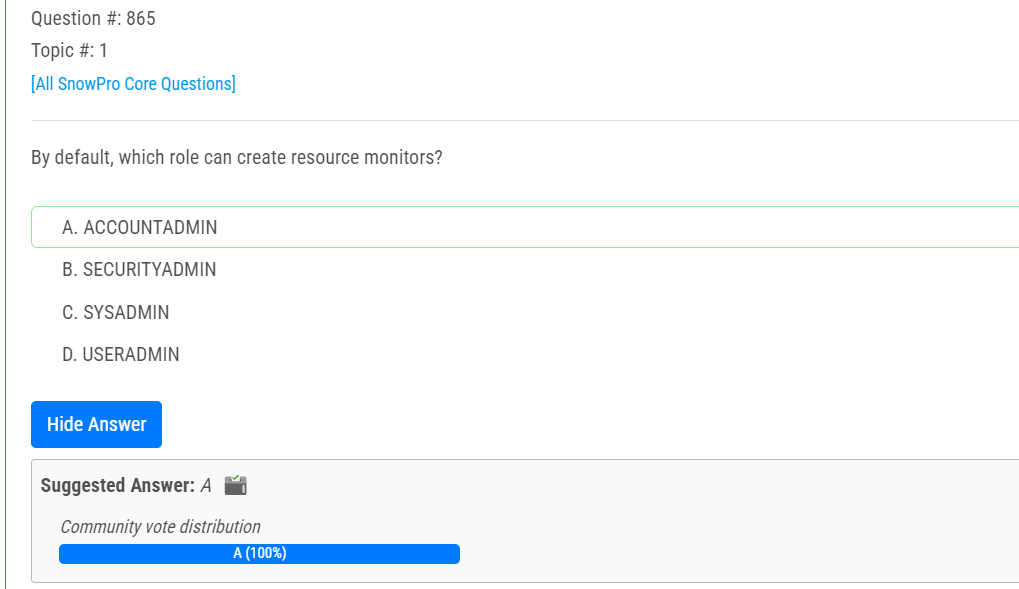 Question #: 865
Topic #: 1
[All SnowPro Core Questions]
By default, which role can create resource monitors?
A. ACCOUNTADMIN
B. SECURITYADMIN
C. SYSADMIN
D. USERADMIN
Hide Answer
Suggested Answer: A
Community vote distribution
A (100%)